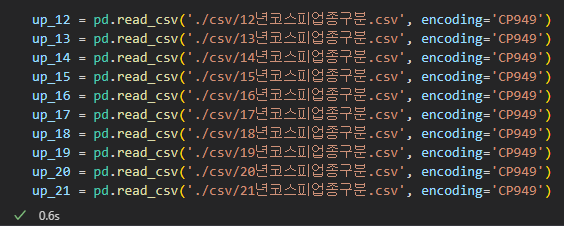 up_12 = pd.read_csv('./csv/12년코스피업종구분.csv', encoding='CP949')
up_13 = pd.read_csv('./csv/13년코스피업종구분.csv', encoding='CP949')
up_14 = pd.read_csv('./csv/14년코스피업종구분.csv', encoding='CP949')
up_15 = pd.read_csv('./csv/15년코스피업종구분.csv', encoding='CP949')
up_16 = pd.read_csv('./csv/16년코스피업종구분.csv', encoding='CP949')
up_17 = pd.read_csv('./csv/17년코스피업종구분.csv', encoding='CP949')
up_18 = pd.read_csv('./csv/18년코스피업종구분.csv', encoding='CP949')
up_19 = pd.read_csv('./csv/19년코스피업종구분.csv', encoding='CP949')
up_20 = pd.read_csv('./csv/20년코스피업종구분.csv', encoding='CP949')
up_21 = pd.read_csv('./csv/21년코스피업종구분.csv', encoding='CP949')
✓ 0.6s